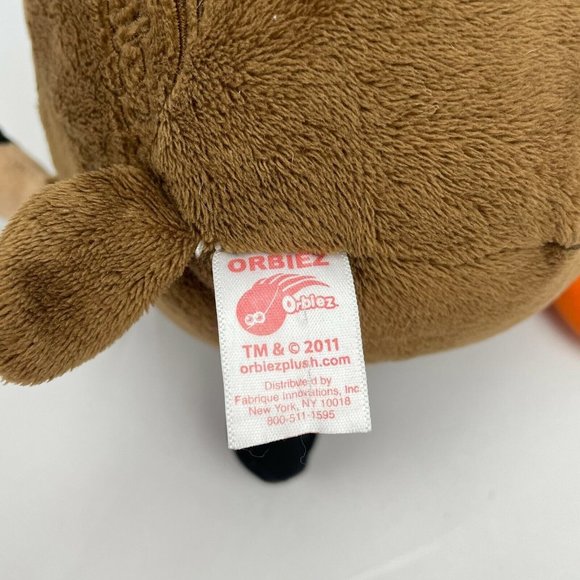 ORBIEZ
Orbiez
TM & © 2011
orbiezplush.com
Distributed by
Fabrique Innovations, Inc.
New York, NY 10018
800-511-1595